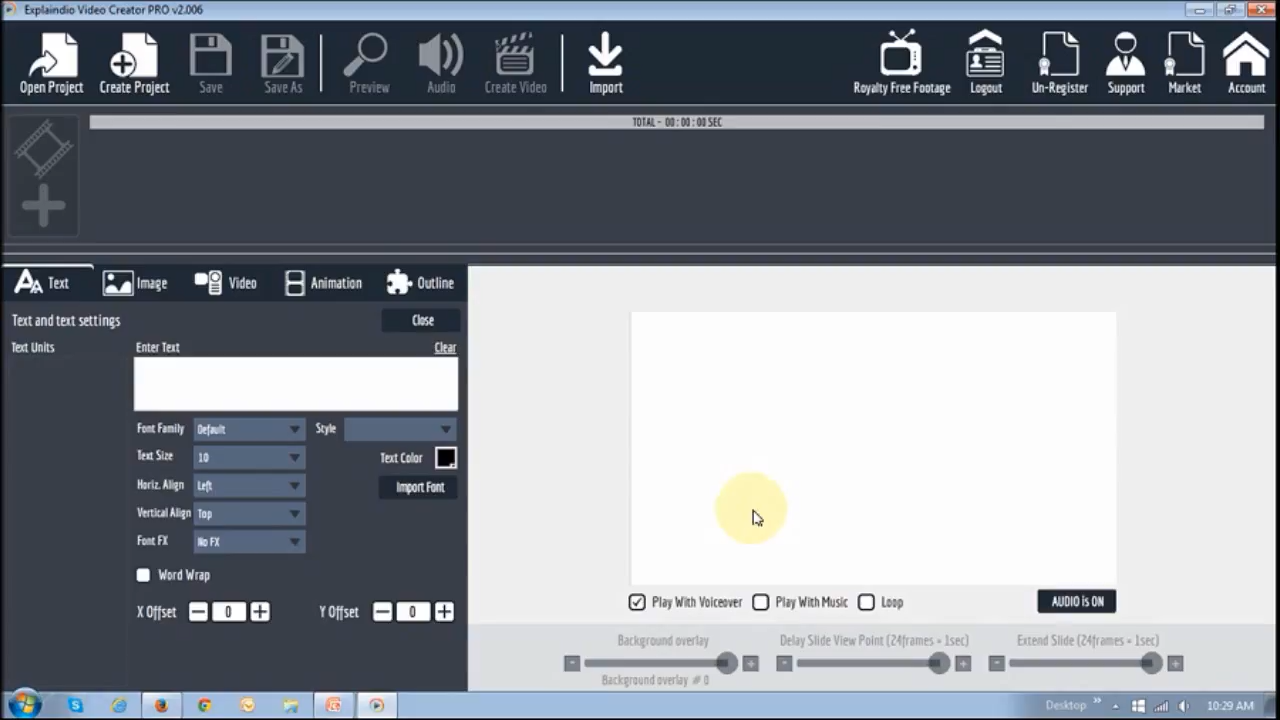 Explaindio Video Creator PRO v2.006
Open Project Create Project Save Save As Preview Audio Create Video Import Royalty Free Footage Logout Un-Register Support Market Account
TOTAL - 00 : 00 : 00 SEC
Text Image Video Animation Outline
Text and text settings Close
Text Units Enter Text Clear
Font Family Default Style
Text Size 10 Text Color
Horiz. Align Left Import Font
Vertical Align Top
Font FX No FX
Word Wrap
X Offset 0 Y Offset 0
Play With Voiceover Play With Music Loop AUDIO is ON
Background overlay Delay Slide View Point (24frames = 1sec) Extend Slide (24frames = 1sec)
Background overlay # 0
Desktop 10:29 AM